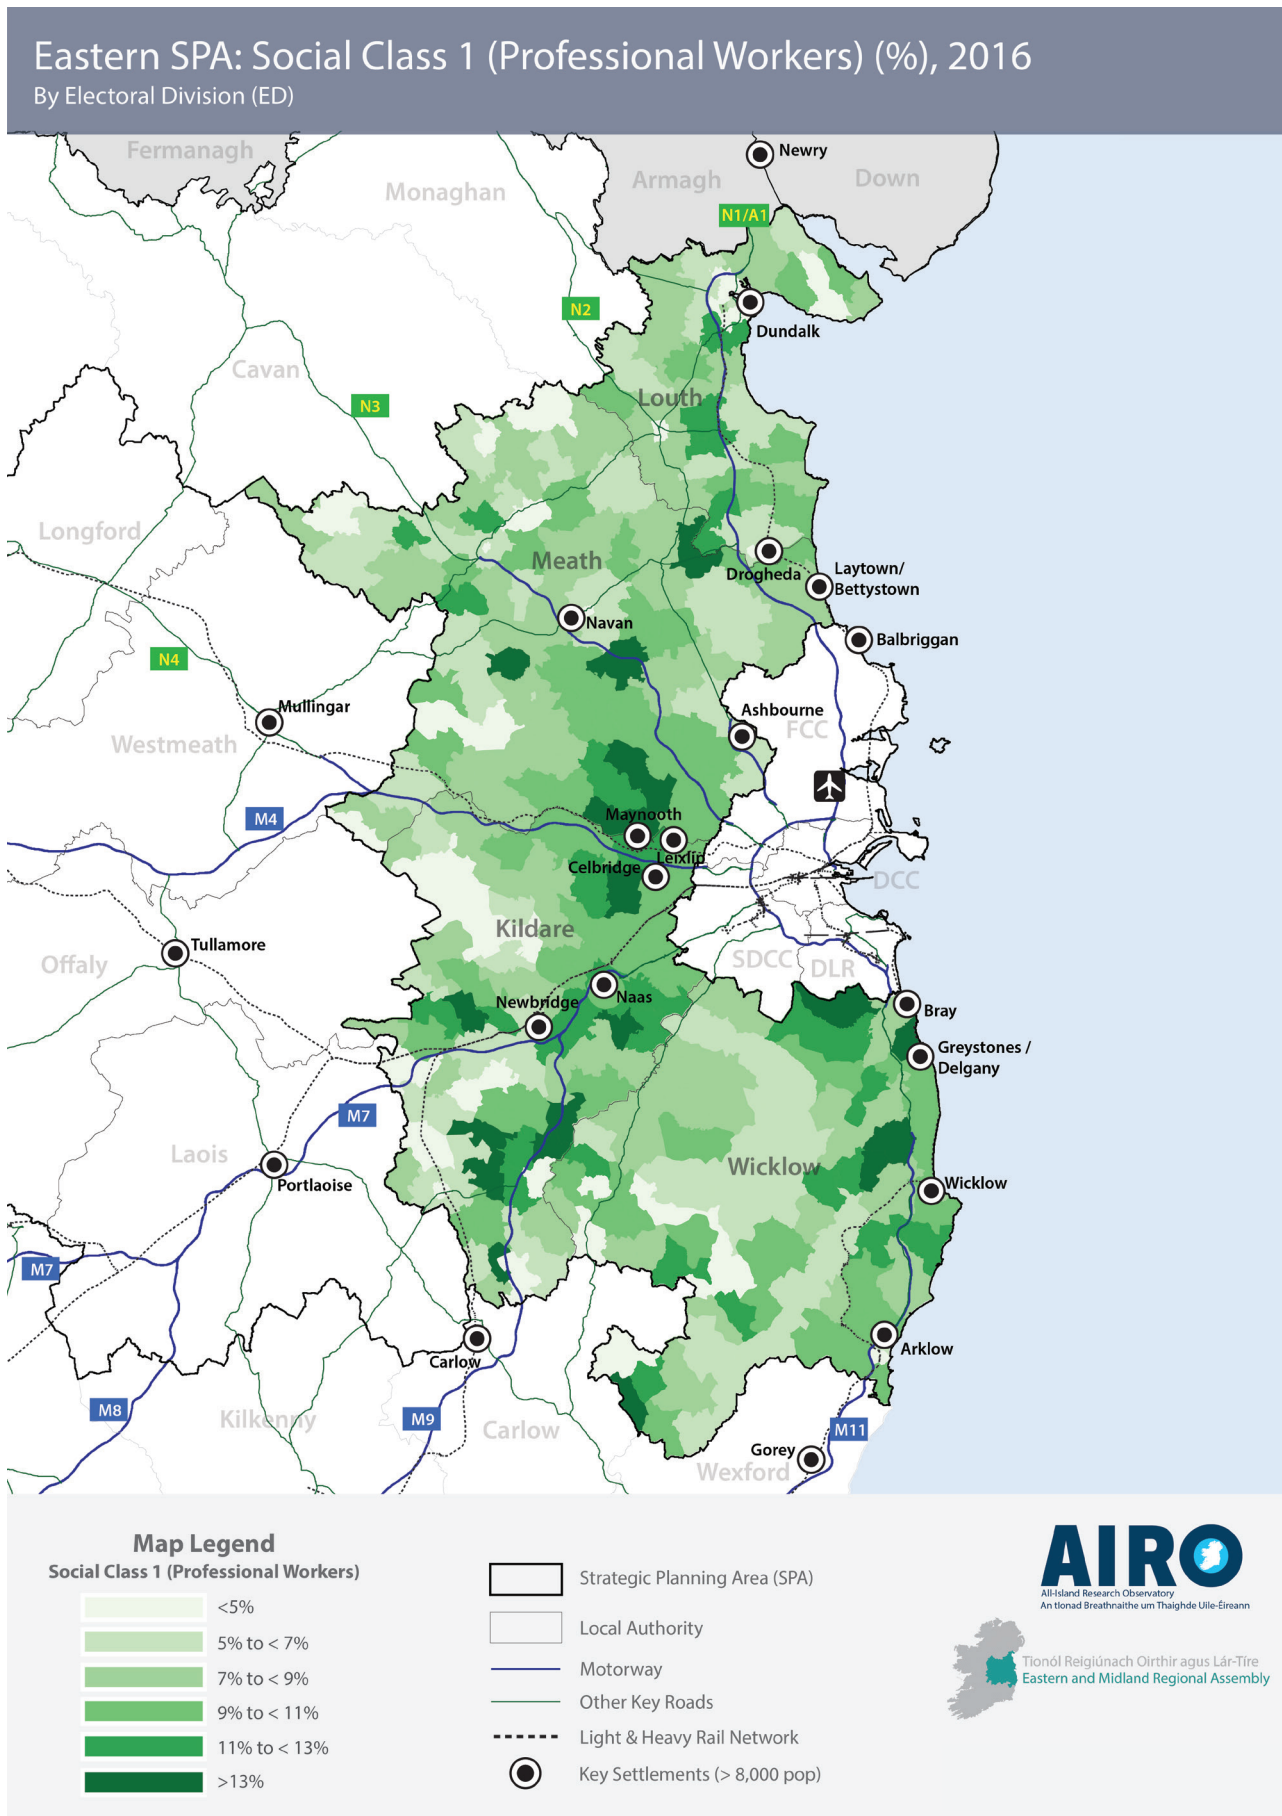 Eastern SPA: Social Class 1 (Professional Workers) (%), 2016
By Electoral Division (ED)
Fermanagh
Monaghan
Armagh
Down
Newry
N1/A1
N2
Dundalk
Cavan
N3
Louth
Longford
Meath
Drogheda
Laytown/
Bettystown
Navan
Balbriggan
N4
Mullingar
Westmeath
Ashbourne
FCC
M4
Maynooth
Leixlip
Celbridge
DCC
Kildare
Tullamore
Offaly
SDCC
DLR
Newbridge
Naas
Bray
Greystones /
Delgany
M7
Laois
Wicklow
Portlaoise
Wicklow
M7
Arklow
Carlow
M8
Kilkenny
M9
Carlow
M11
Gorey
Wexford
Map Legend
Social Class 1 (Professional Workers)
<5%
5% to < 7%
7% to < 9%
9% to < 11%
11% to < 13%
>13%
Strategic Planning Area (SPA)
Local Authority
Motorway
Other Key Roads
Light & Heavy Rail Network
Key Settlements (> 8,000 pop)
AIRO
All-Island Research Observatory
An tIonad Breathnaithe um Thaighde Uile-Éireann
Tionól Reigiúnach Oirthir agus Lár-Tíre
Eastern and Midland Regional Assembly